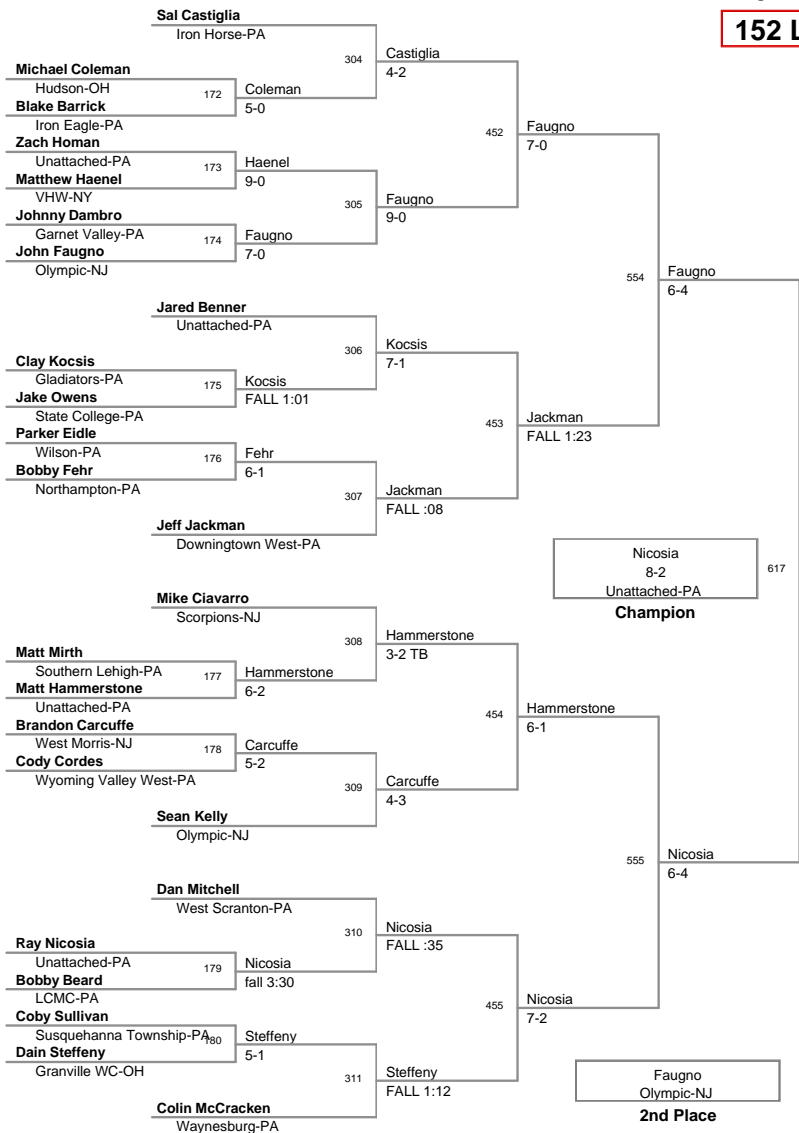 152 L
Sal Castiglia
Iron Horse-PA
304
Castiglia
4-2
Michael Coleman
Hudson-OH
172
Coleman
5-0
Blake Barrick
Iron Eagle-PA
452
Faugno
7-0
Zach Homan
Unattached-PA
173
Haenel
9-0
Matthew Haenel
VHW-NY
305
Faugno
9-0
Johnny Dambro
Garnet Valley-PA
174
Faugno
7-0
John Faugno
Olympic-NJ
554
Faugno
6-4
Jared Benner
Unattached-PA
306
Kocsis
7-1
Clay Kocsis
Gladiators-PA
175
Kocsis
FALL 1:01
Jake Owens
State College-PA
453
Jackman
FALL 1:23
Parker Eidle
Wilson-PA
176
Fehr
6-1
Bobby Fehr
Northampton-PA
307
Jackman
FALL :08
Jeff Jackman
Downingtown West-PA
Nicosia
8-2
Unattached-PA
617
Champion
Mike Ciavarro
Scorpions-NJ
308
Hammerstone
3-2 TB
Matt Mirth
Southern Lehigh-PA
177
Hammerstone
6-2
Matt Hammerstone
Unattached-PA
454
Hammerstone
6-1
Brandon Carcuffe
West Morris-NJ
178
Carcuffe
5-2
Cody Cordes
Wyoming Valley West-PA
309
Carcuffe
4-3
Sean Kelly
Olympic-NJ
555
Nicosia
6-4
Dan Mitchell
West Scranton-PA
310
Nicosia
FALL :35
Ray Nicosia
Unattached-PA
179
Nicosia
fall 3:30
Bobby Beard
LCMC-PA
455
Nicosia
7-2
Coby Sullivan
Susquehanna Township-PA
180
Steffeny
5-1
Dain Steffeny
Granville WC-OH
311
Steffeny
FALL 1:12
Colin McCracken
Waynesburg-PA
Faugno
Olympic-NJ
2nd Place